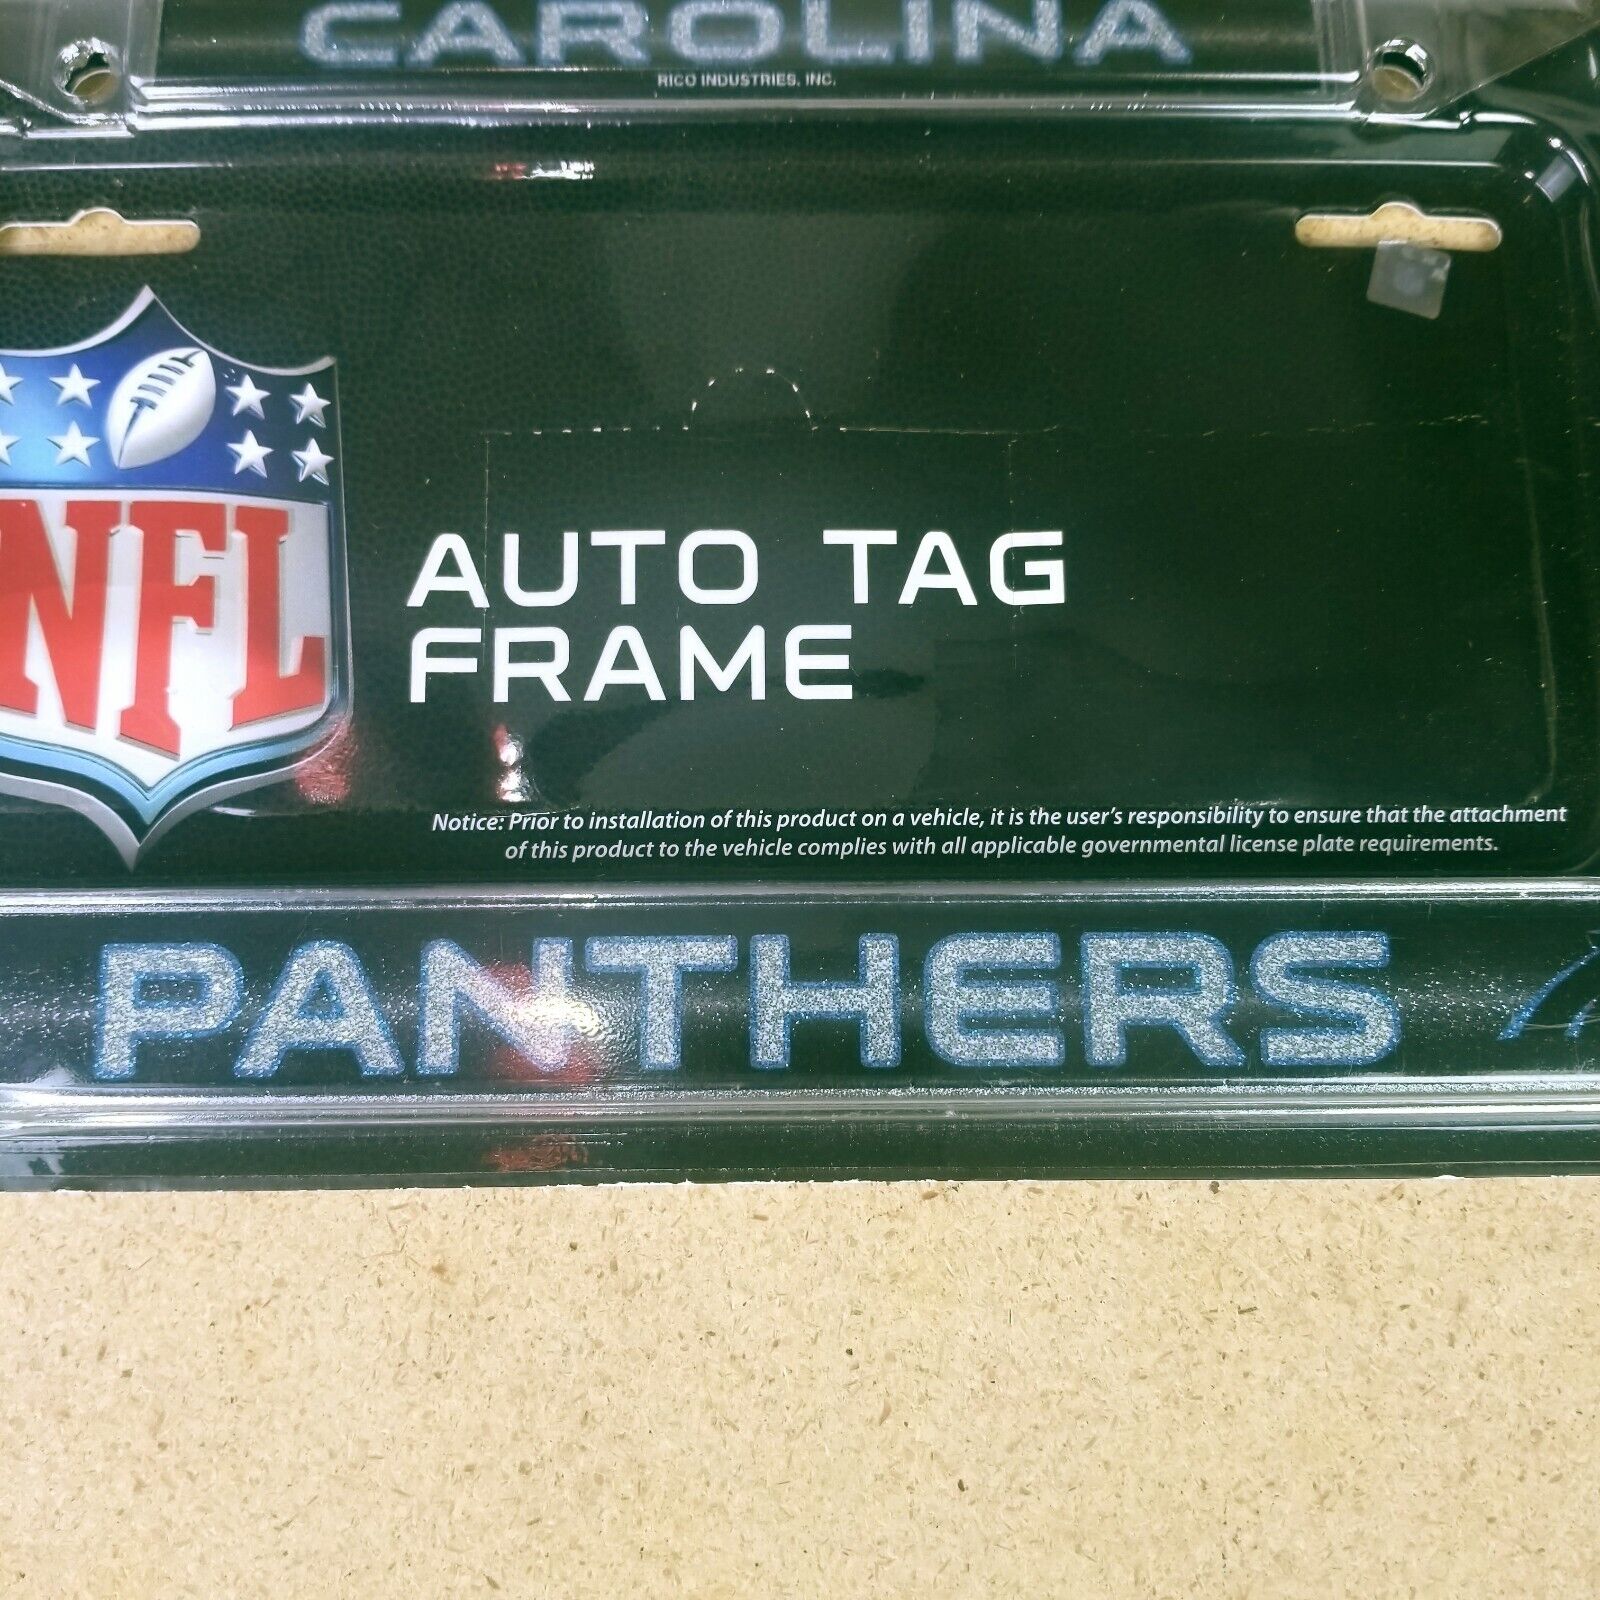 CAROLINA
RICO INDUSTRIES, INC.
NFL
AUTO TAG
FRAME
Notice: Prior to installation of this product on a vehicle, it is the user's responsibility to ensure that the attachment
of this product to the vehicle complies with all applicable governmental license plate requirements.
PANTHERS